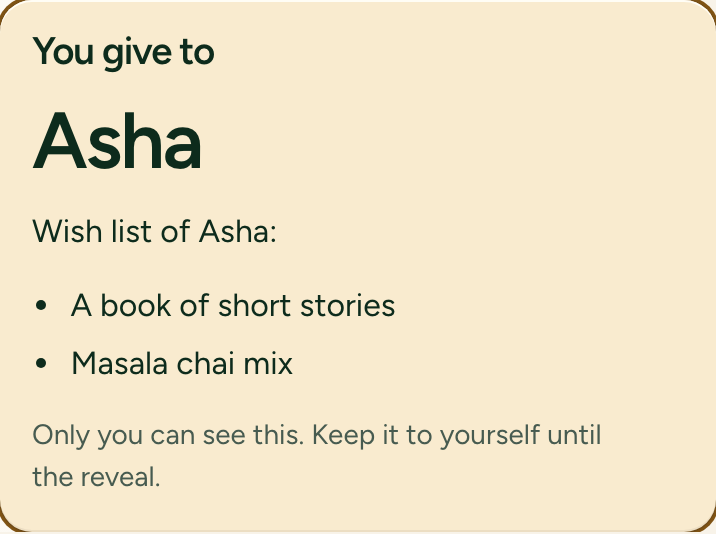 You give to
Asha
Wish list of Asha:
• A book of short stories
• Masala chai mix
Only you can see this. Keep it to yourself until
the reveal.